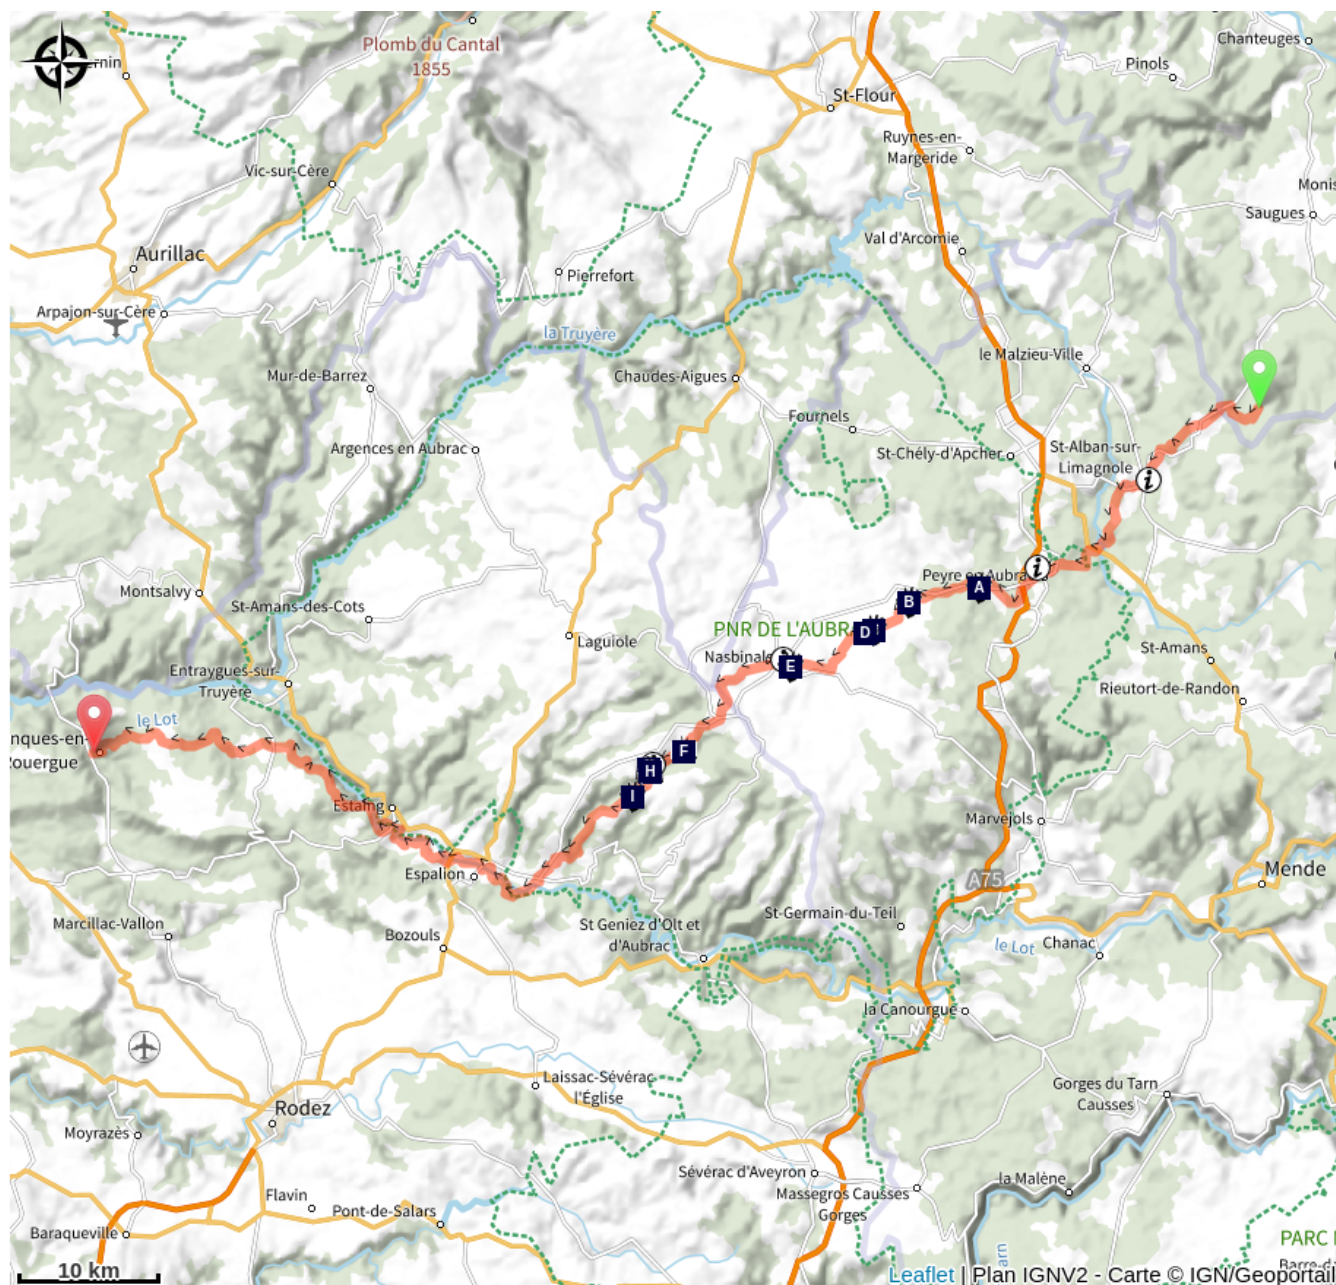 Plomb du Cantal
1855
Chanteuges
Pinols
St-Flour
Ruynes-en-
Margeride
Vic-sur-Cère
Monis
Saugues
Val d'Arcomie
Aurillac
Pierrefort
Arpajon-sur-Cère
la Truyère
le Malzieu-Ville
Mur-de-Barrez
Chaudes-Aigues
Fournels
St-Alban-sur-
Limagnole
Argences en Aubrac
St-Chély-d'Apcher
i
i
Peyre en Aubrac
A
B
Montsalvy
St-Amans-des-Cots
PNR DE L'AUBR
D
Laguiole
Nasbinals
E
St-Amans
Entraygues-sur-
Truyère
Rieutort-de-Randon
le Lot
nques-en-
Rouergue
F
H
I
Estaing
Marvejols
Espalion
A75
Mende
Marcillac-Vallon
St Geniez d'Olt et
d'Aubrac
St-Germain-du-Teil
Bozouls
le Lot
Chanac
la Canourgue
Laissac-Sévérac
l'Église
Gorges du Tarn
Causses
Rodez
Moyrazès
Sévérac d'Aveyron
la Malène
Massegros Causses
Gorges
Flavin
Pont-de-Salars
Baraqueville
PARC
10 km
Leaflet | Plan IGNV2 - Carte © IGN/Geoportail